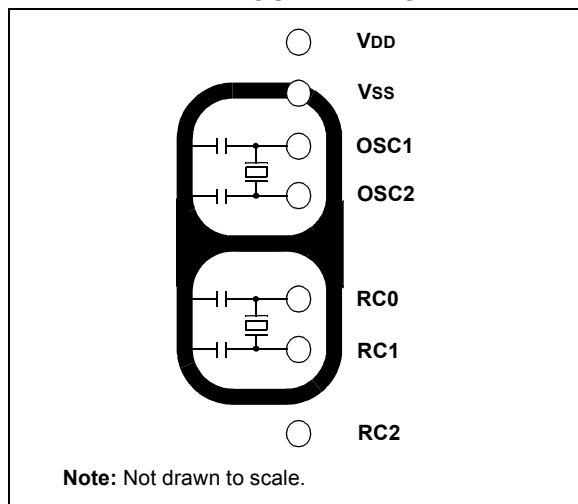 VDD
VSS
OSC1
OSC2
RC0
RC1
RC2
Note: Not drawn to scale.